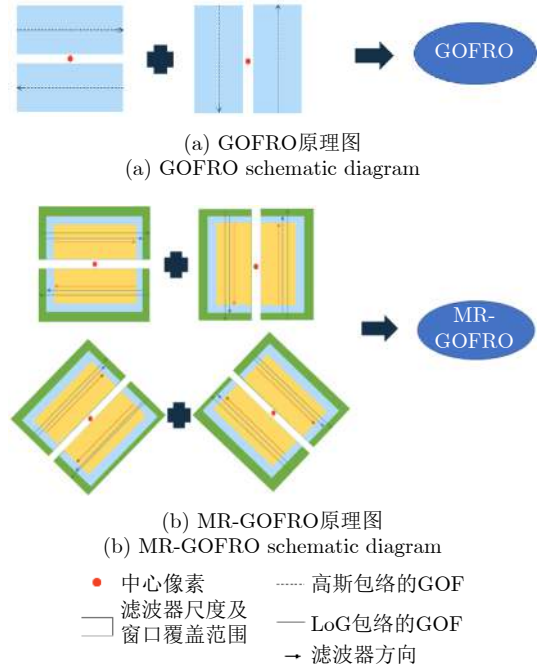 GOFRO
(a) GOFRO原理图
(a) GOFRO schematic diagram
MR-
GOFRO
(b) MR-GOFRO原理图
(b) MR-GOFRO schematic diagram
中心像素
高斯包络的GOF
滤波器尺度及
窗口覆盖范围
LoG包络的GOF
滤波器方向